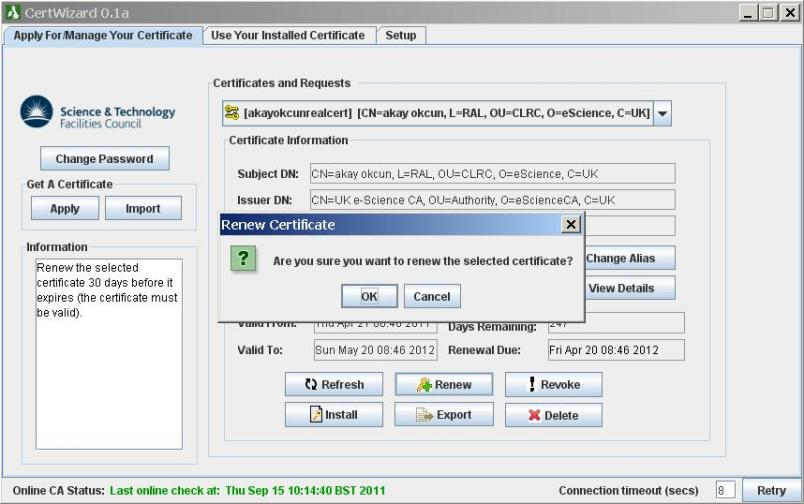 CertWizard 0.1a
Apply For/Manage Your Certificate
Use Your Installed Certificate
Setup
Science & Technology
Facilities Council
Change Password
Get A Certificate
Apply
Import
Information
Renew the selected
certificate 30 days before it
expires (the certificate must
be valid).
Certificates and Requests
[akayokcunrealcert] [CN=akay okcun, L=RAL, OU=CLRC, O=eScience, C=UK]
Certificate Information
Subject DN: CN=akay okcun, L=RAL, OU=CLRC, O=eScience, C=UK
Issuer DN: CN=UK e-Science CA, OU=Authority, O=eScienceCA, C=UK
Renew Certificate
Are you sure you want to renew the selected certificate?
OK
Cancel
Change Alias
View Details
Valid From: Thu Apr 21 08:46 2011 Days Remaining: 247
Valid To: Sun May 20 08:46 2012 Renewal Due: Fri Apr 20 08:46 2012
Refresh
Renew
Revoke
Install
Export
Delete
Online CA Status: Last online check at: Thu Sep 15 10:14:40 BST 2011
Connection timeout (secs) 8 Retry